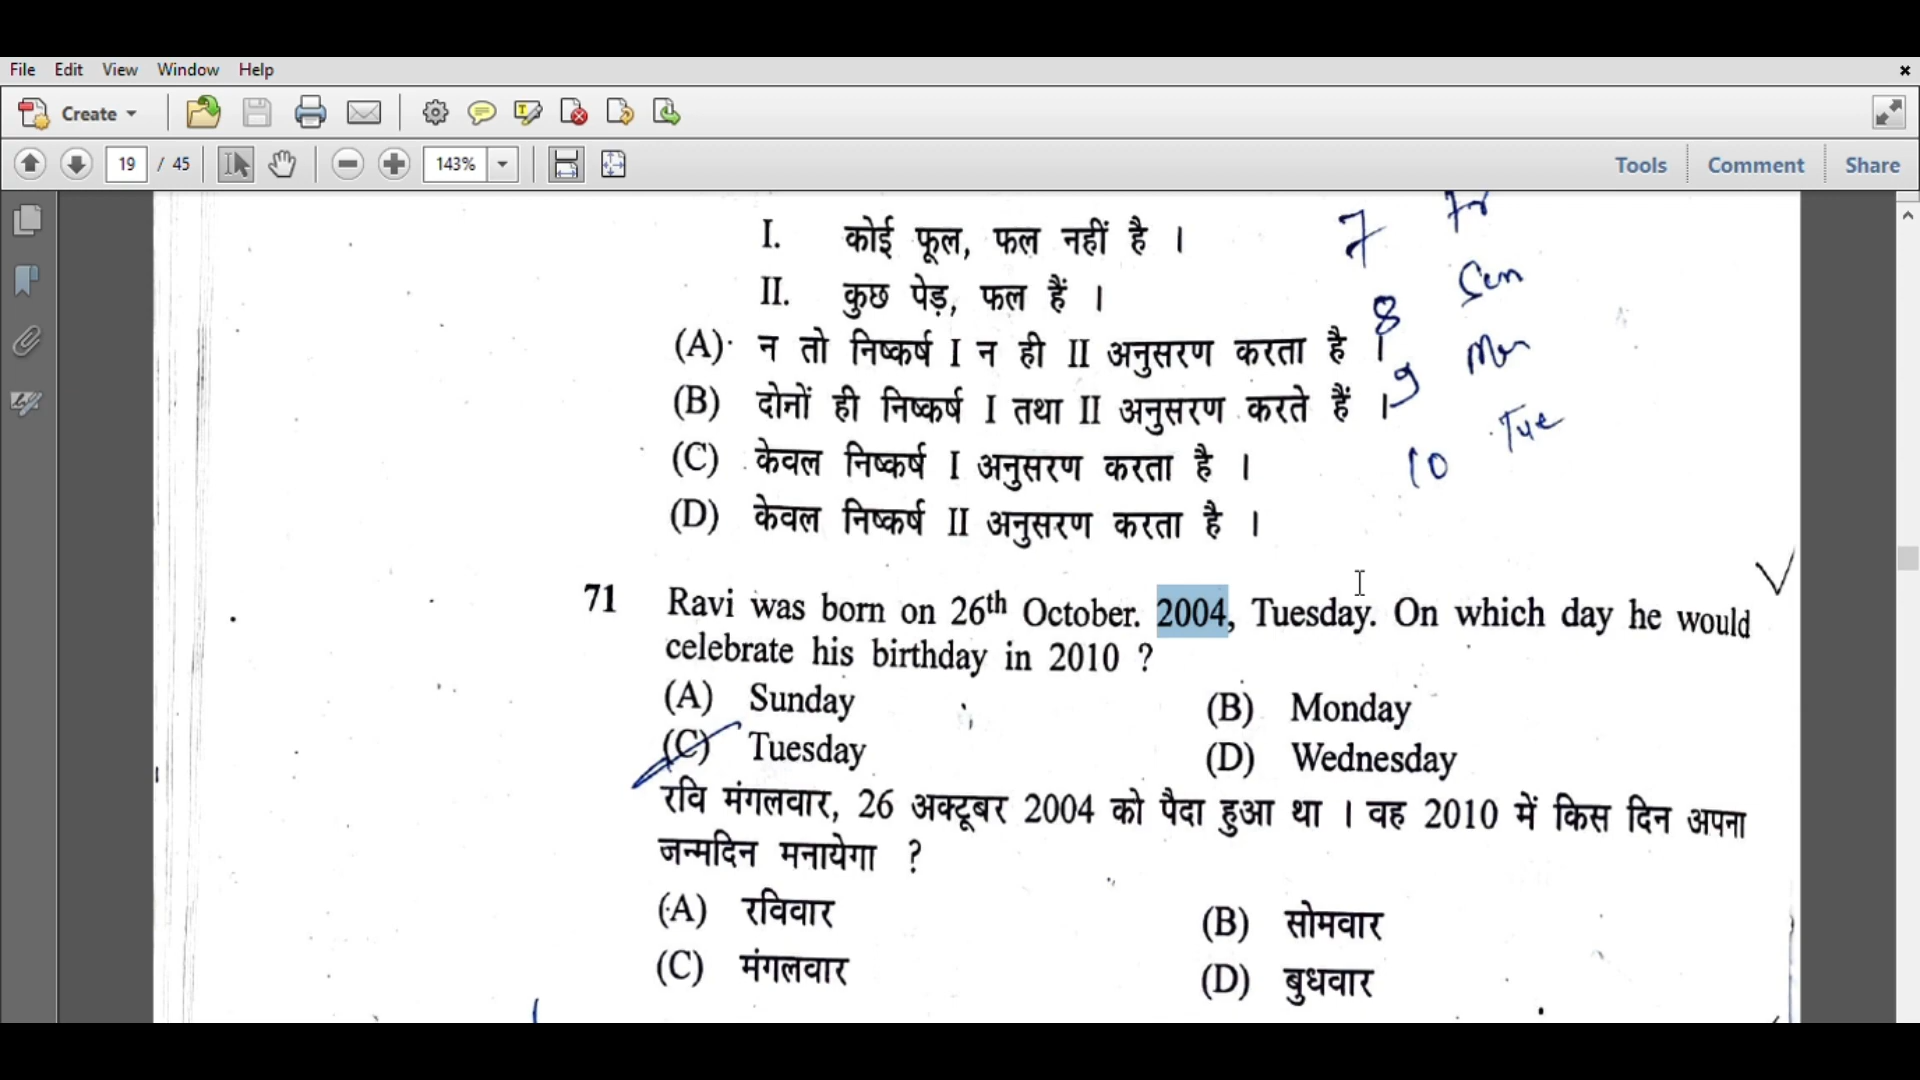 File Edit View Window Help
Create
19 / 45 143% Tools Comment Share
I. कोई फूल, फल नहीं है । 7 Fr
II. कुछ पेड़, फल हैं । 8 Sun
(A) न तो निष्कर्ष I न ही II अनुसरण करता है । Mon
(B) दोनों ही निष्कर्ष I तथा II अनुसरण करते हैं । 9
(C) केवल निष्कर्ष I अनुसरण करता है । 10 Tue
(D) केवल निष्कर्ष II अनुसरण करता है ।
71 Ravi was born on 26th October. 2004, Tuesday. On which day he would
celebrate his birthday in 2010 ?
(A) Sunday (B) Monday
(C) Tuesday (D) Wednesday
रवि मंगलवार, 26 अक्टूबर 2004 को पैदा हुआ था । वह 2010 में किस दिन अपना
जन्मदिन मनायेगा ?
(A) रविवार (B) सोमवार
(C) मंगलवार (D) बुधवार